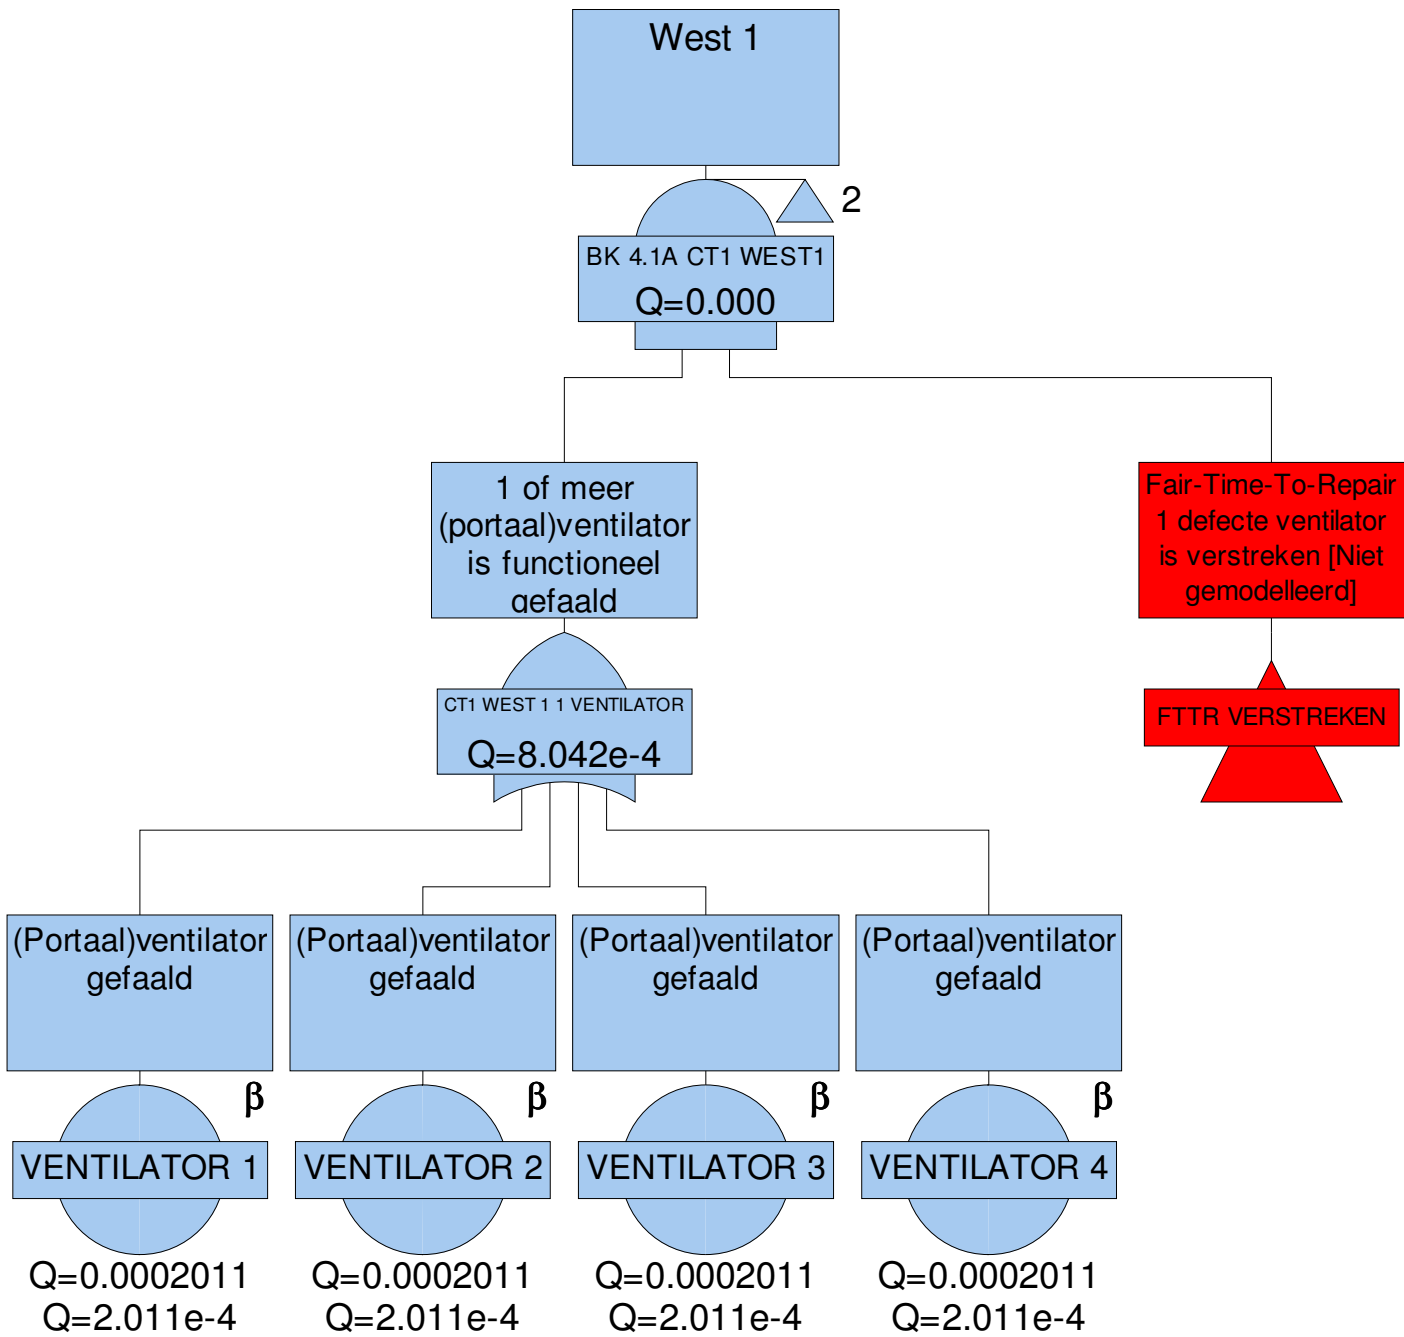 West 1
2
BK 4.1A CT1 WEST1
Q=0.000
1 of meer
(portaal)ventilator
is functioneel
gefaald
Fair-Time-To-Repair
1 defecte ventilator
is verstreken [Niet
gemodelleerd]
CT1 WEST 1 1 VENTILATOR
Q=8.042e-4
FTTR VERSTREKEN
(Portaal)ventilator
gefaald
β
VENTILATOR 1
Q=0.0002011
Q=2.011e-4
(Portaal)ventilator
gefaald
β
VENTILATOR 2
Q=0.0002011
Q=2.011e-4
(Portaal)ventilator
gefaald
β
VENTILATOR 3
Q=0.0002011
Q=2.011e-4
(Portaal)ventilator
gefaald
β
VENTILATOR 4
Q=0.0002011
Q=2.011e-4